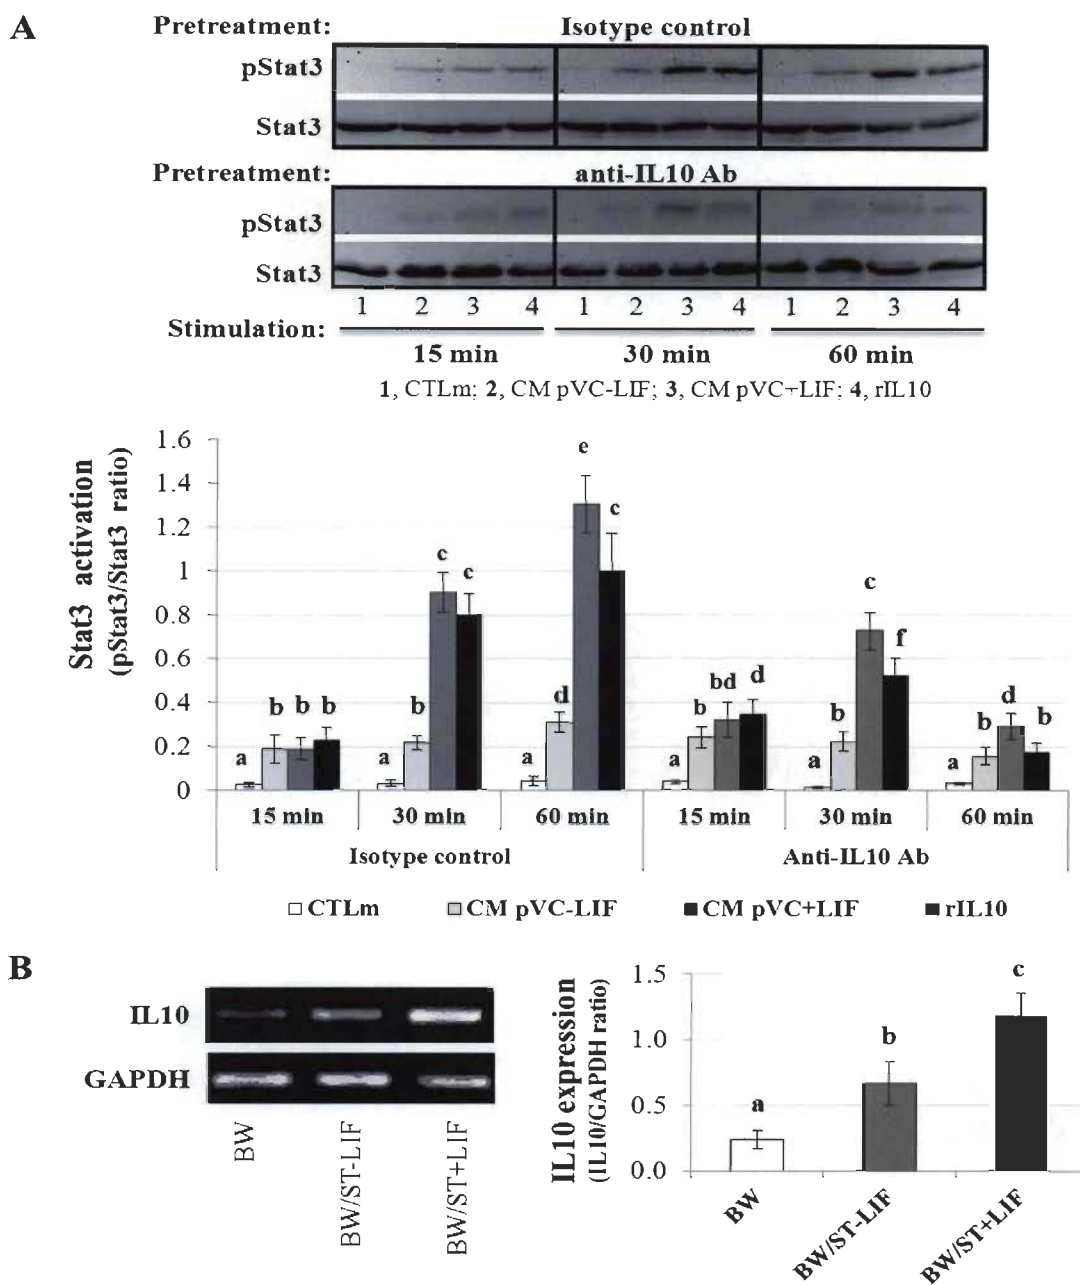 A
Pretreatment: Isotype control
pStat3
Stat3
Pretreatment: anti-IL10 Ab
pStat3
Stat3
1 2 3 4 1 2 3 4 1 2 3 4
Stimulation:
15 min 30 min 60 min
1, CTLm; 2, CM pVC-LIF; 3, CM pVC+LIF; 4, rIL10
Stat3 activation
(pStat3/Stat3 ratio)
1.6
1.4
1.2
1
0.8
0.6
0.4
0.2
0
a b b b a b c c a d e c a b bd d a b c f a b d b
15 min 30 min 60 min 15 min 30 min 60 min
Isotype control Anti-IL10 Ab
CTLm CM pVC-LIF CM pVC+LIF rIL10
B
IL10
GAPDH
BW BW/ST-LIF BW/ST+LIF
IL10 expression
(IL10/GAPDH ratio)
1.5
1.0
0.5
0.0
a b c
BW BW/ST-LIF BW/ST+LIF